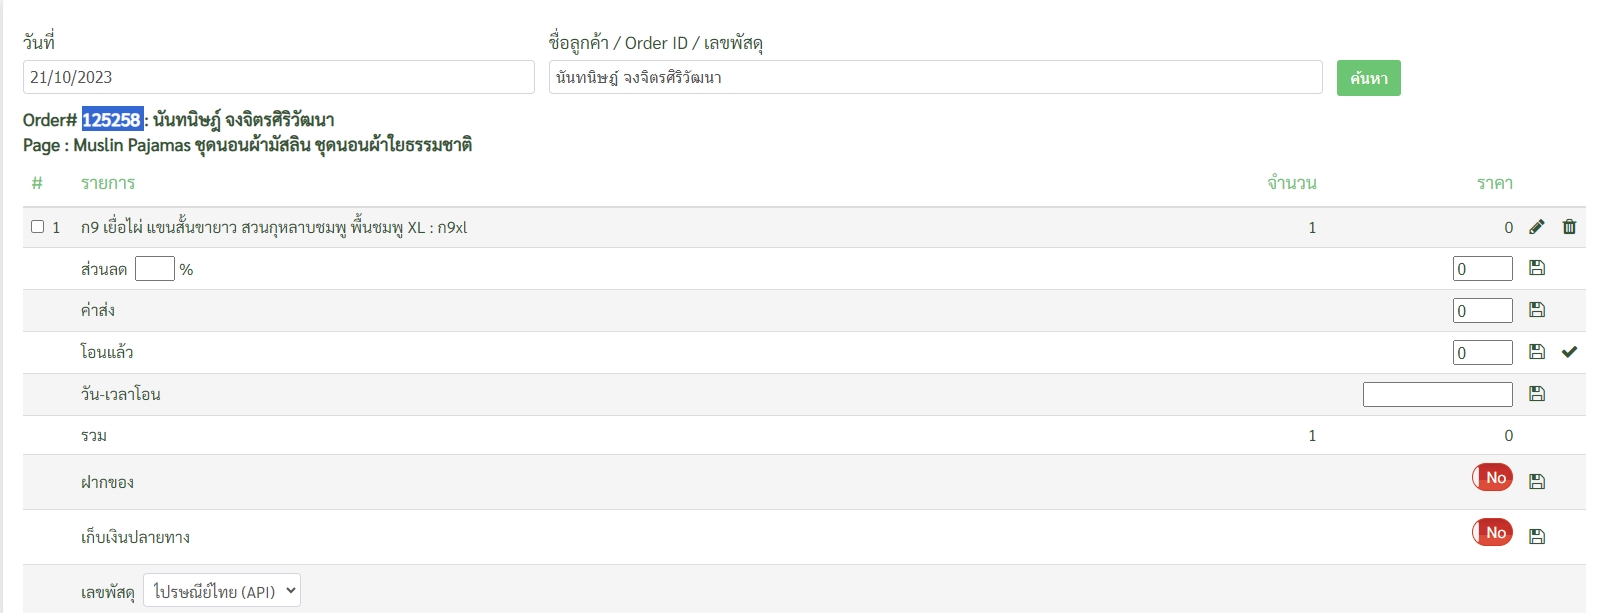 วันที่ ชื่อลูกค้า / Order ID / เลขพัสดุ
21/10/2023 นันทนิษฎ์ จงจิตรศิริวัฒนา ค้นหา
Order# 125258 : นันทนิษฎ์ จงจิตรศิริวัฒนา
Page : Muslin Pajamas ชุดนอนผ้ามัสลิน ชุดนอนผ้าใยธรรมชาติ
# รายการ จำนวน ราคา
1 ก9 เยื่อไผ่ แขนสั้นขายาว สวนกุหลาบชมพู พื้นชมพู XL : ก9xl 1 0
ส่วนลด % 0
ค่าส่ง 0
โอนแล้ว 0
วัน-เวลาโอน
รวม 1 0
ฝากของ No
เก็บเงินปลายทาง No
เลขพัสดุ ไปรษณีย์ไทย (API)